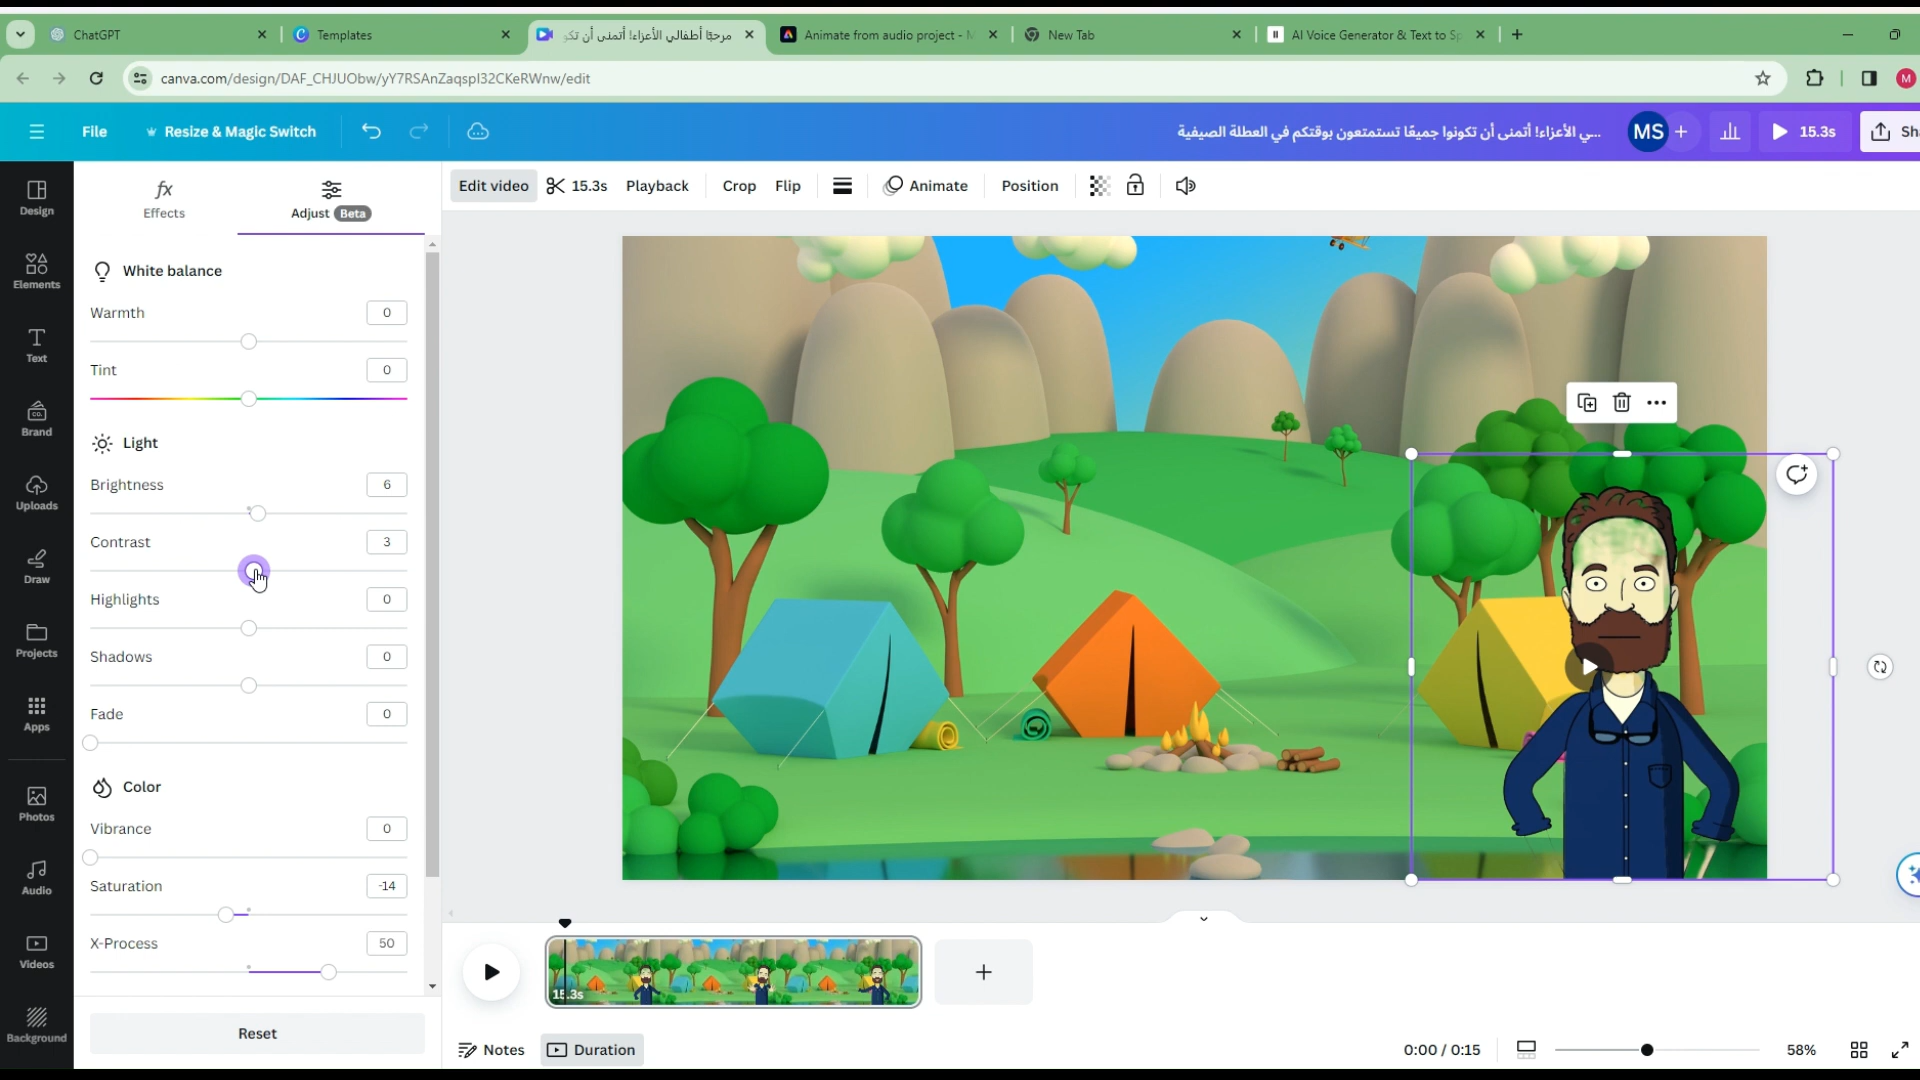 ChatGPT
Templates
مرحبًا أطفالي الأعزاء! أتمنى أن تكو
Animate from audio project -
New Tab
AI Voice Generator & Text to Sp
canva.com/design/DAF_CHJUObw/yY7RSAnZaqspI32CKeRWnw/edit
M
File
Resize & Magic Switch
...ـي الأعزاء! أتمنى أن تكونوا جميعًا تستمتعون بوقتكم في العطلة الصيفية
MS
15.3s
Sha
Design
Elements
Text
Brand
Uploads
Draw
Projects
Apps
Photos
Audio
Videos
Background
Effects
Adjust Beta
Edit video
15.3s
Playback
Crop
Flip
Animate
Position
White balance
Warmth 0
Tint 0
Light
Brightness 6
Contrast 3
Highlights 0
Shadows 0
Fade 0
Color
Vibrance 0
Saturation -14
X-Process 50
Reset
15.3s
Notes
Duration
0:00 / 0:15
58%